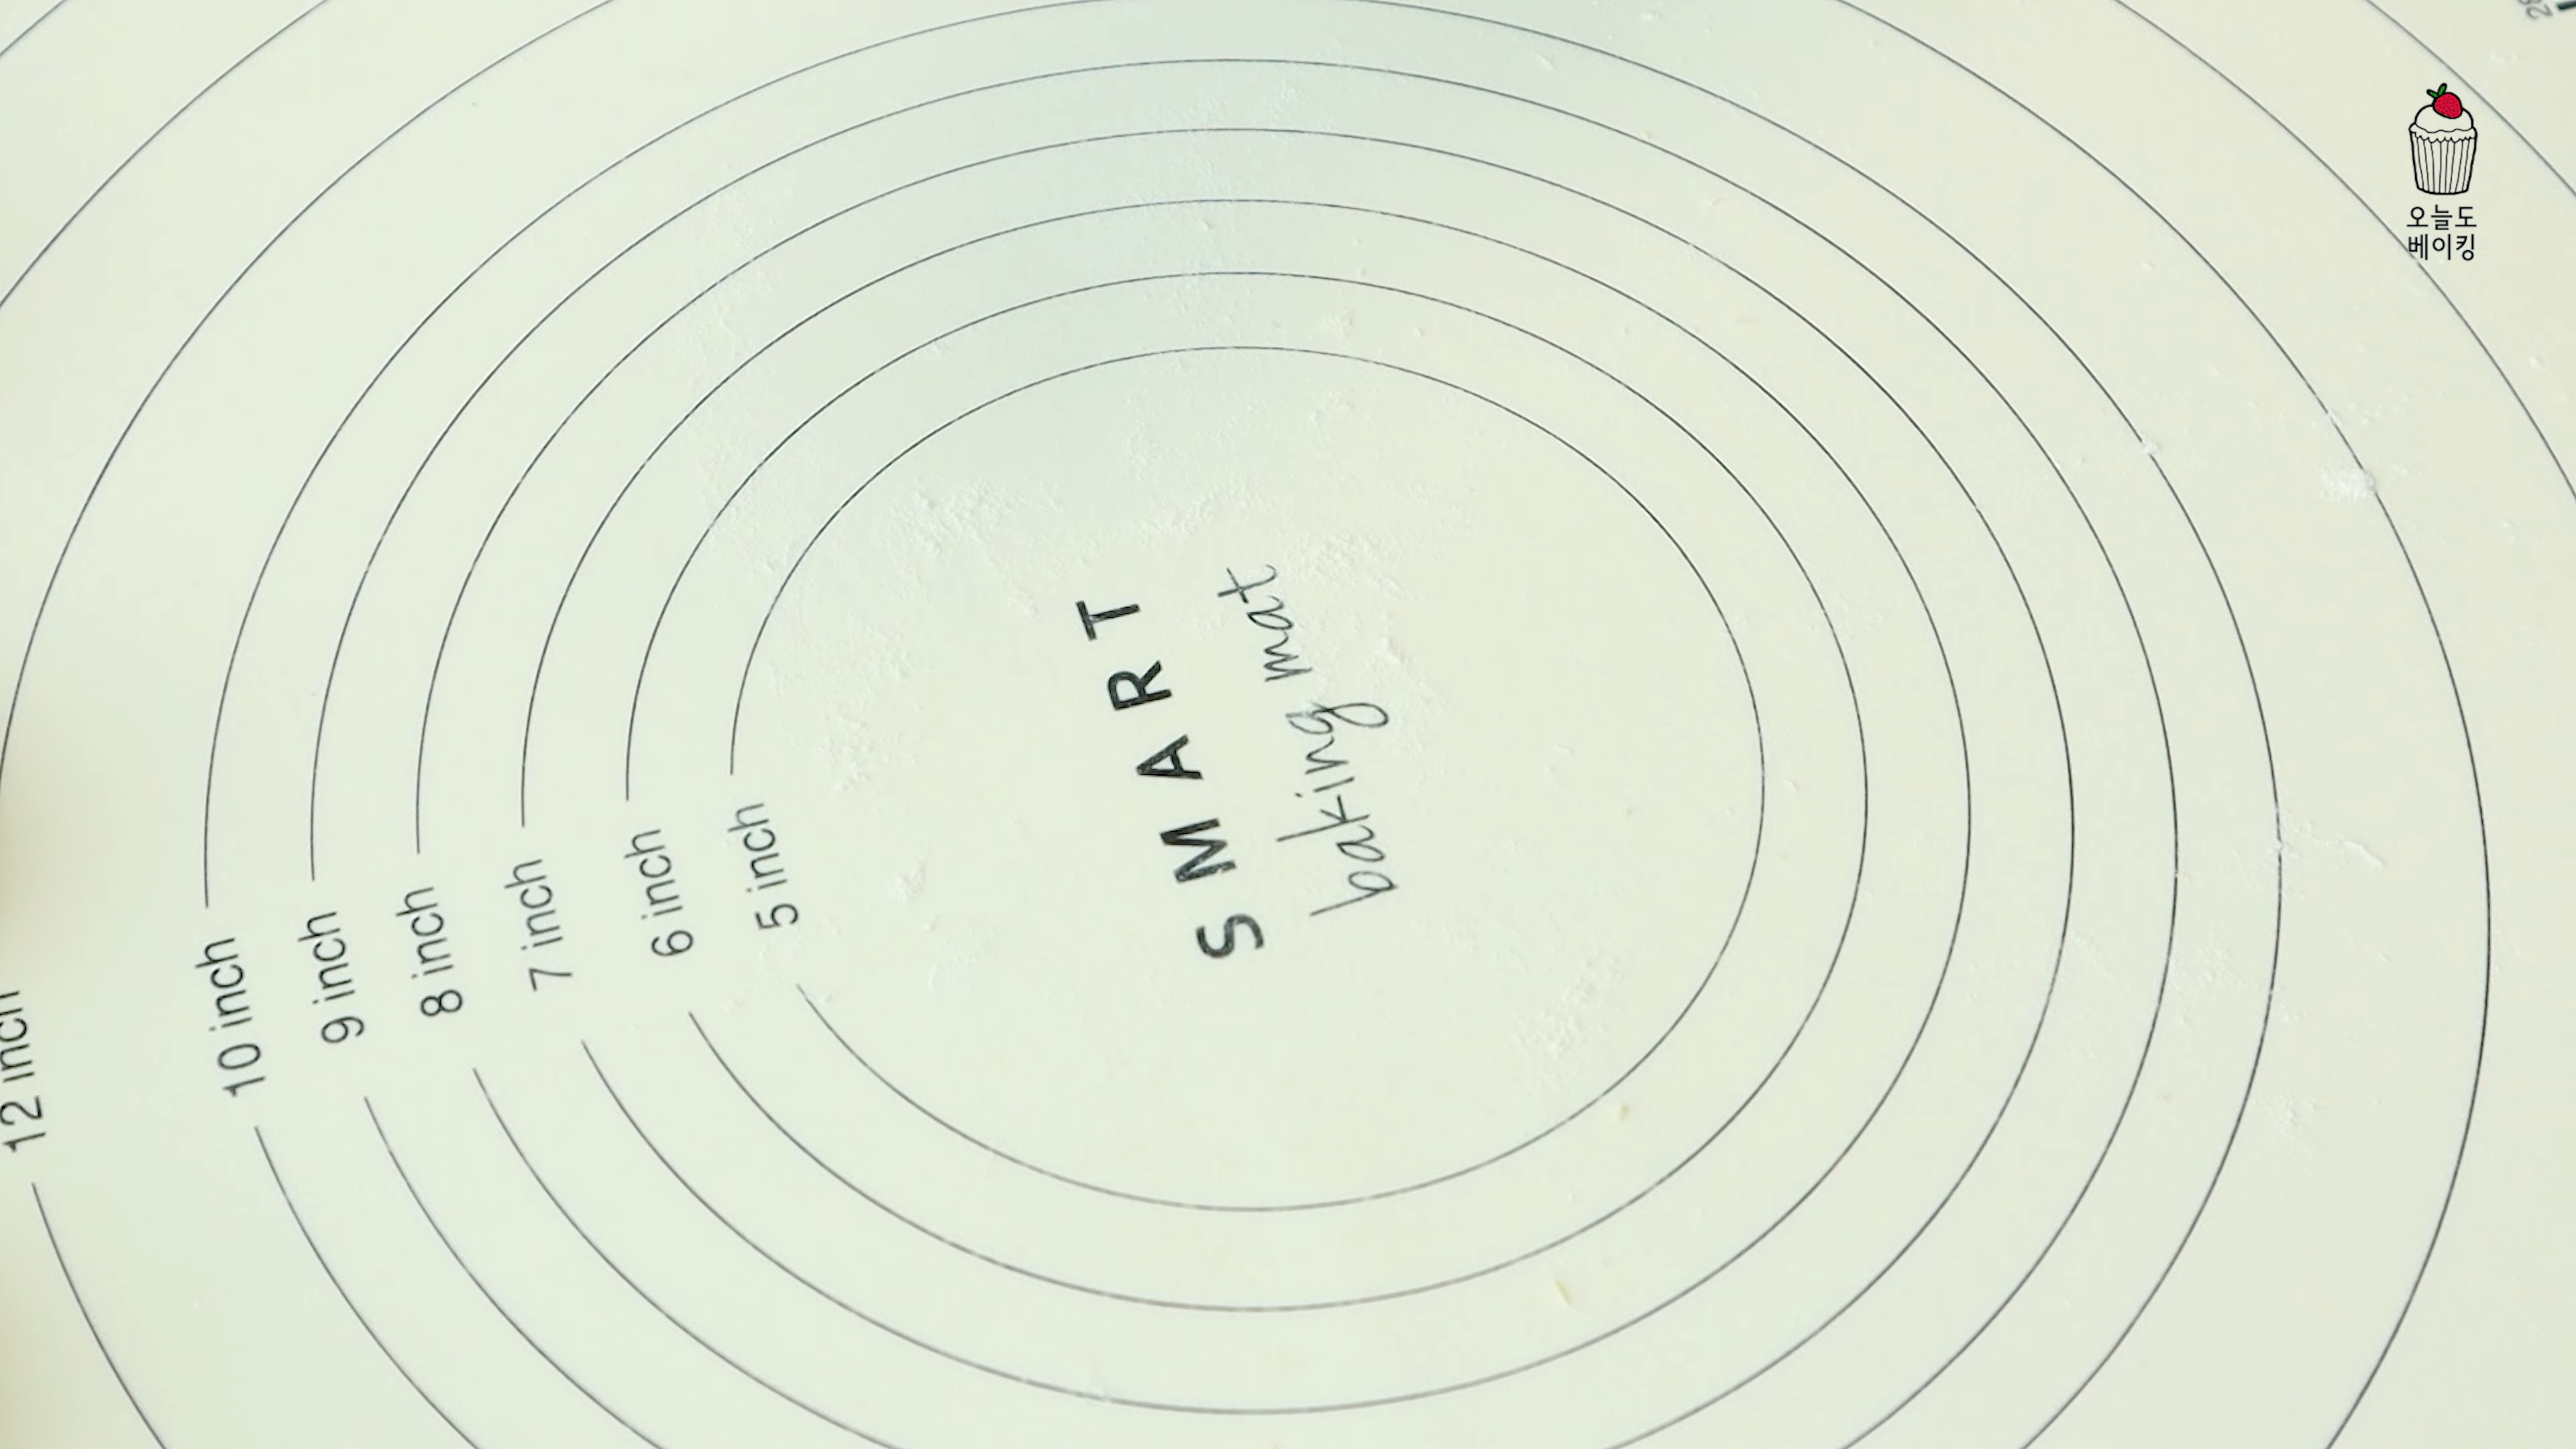 SMART
baking mat
5 inch
6 inch
7 inch
8 inch
9 inch
10 inch
12 inch
오늘도
베이킹